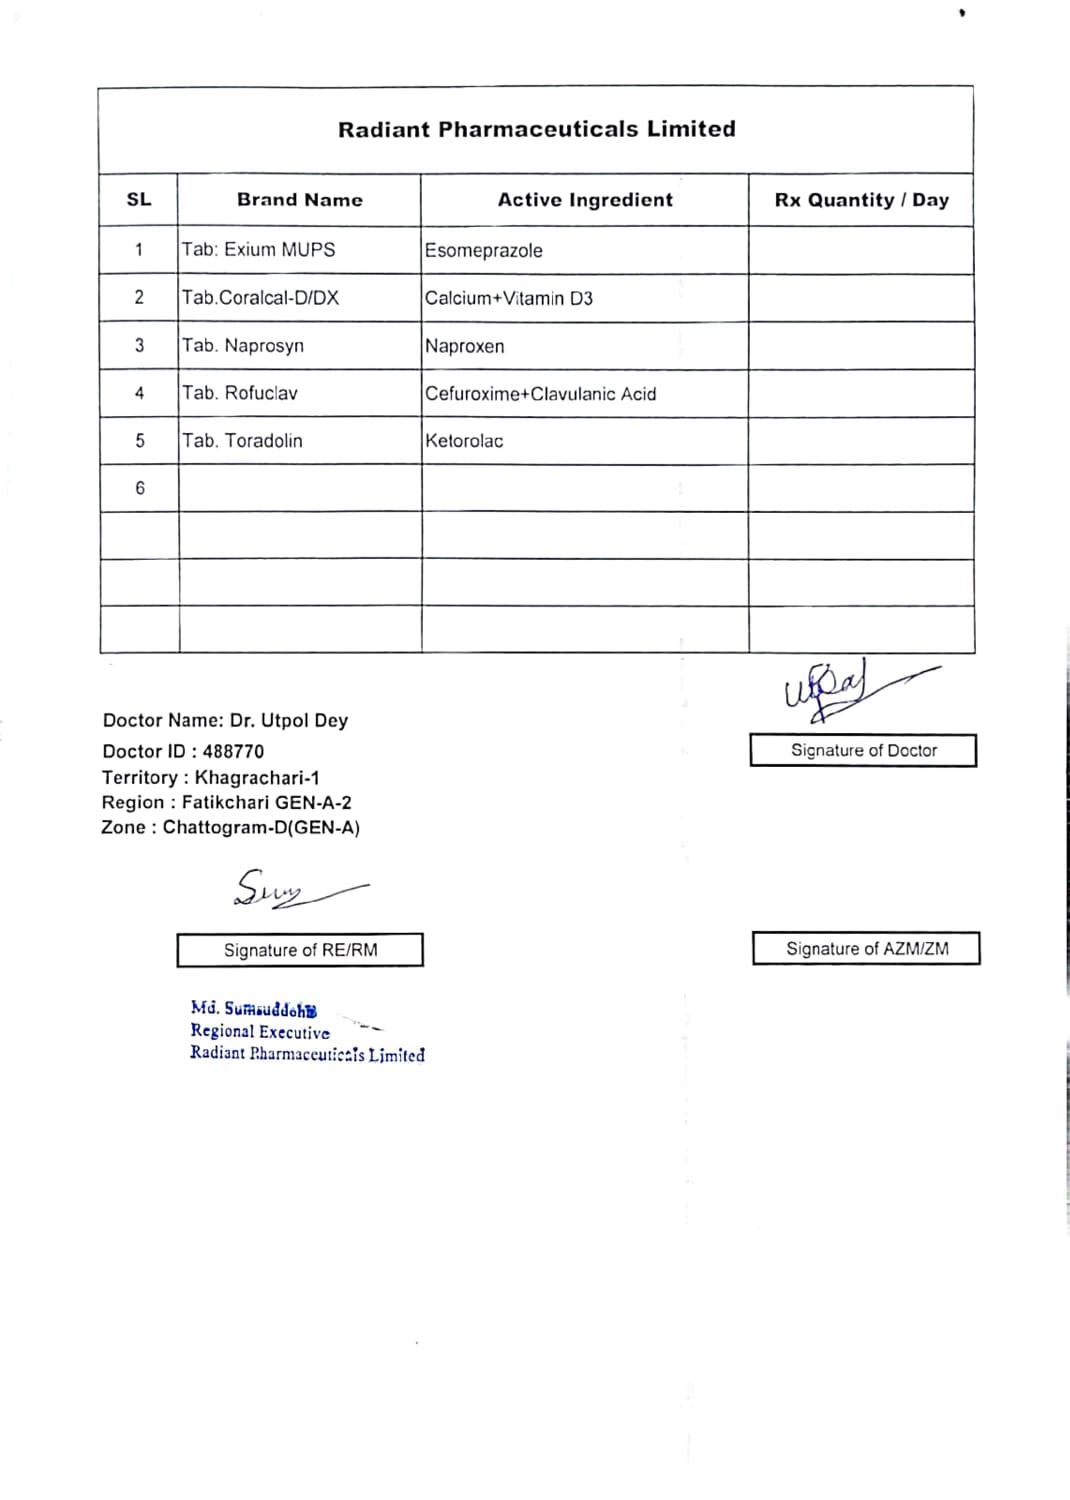 Radiant Pharmaceuticals Limited
SL Brand Name Active Ingredient Rx Quantity / Day
1 Tab: Exium MUPS Esomeprazole
2 Tab.Coralcal-D/DX Calcium+Vitamin D3
3 Tab. Naprosyn Naproxen
4 Tab. Rofuclav Cefuroxime+Clavulanic Acid
5 Tab. Toradolin Ketorolac
6
Doctor Name: Dr. Utpol Dey
Doctor ID : 488770
Territory : Khagrachari-1
Region : Fatikchari GEN-A-2
Zone : Chattogram-D(GEN-A)
Signature of Doctor
Signature of RE/RM
Signature of AZM/ZM
Md.
Regional Executive
Radiant Pharmaceuticals Limited